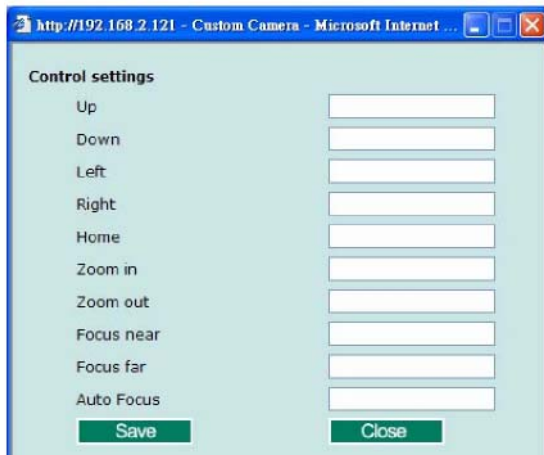 http://192.168.2.121 - Custom Camera - Microsoft Internet ...
Control settings
Up
Down
Left
Right
Home
Zoom in
Zoom out
Focus near
Focus far
Auto Focus
Save Close